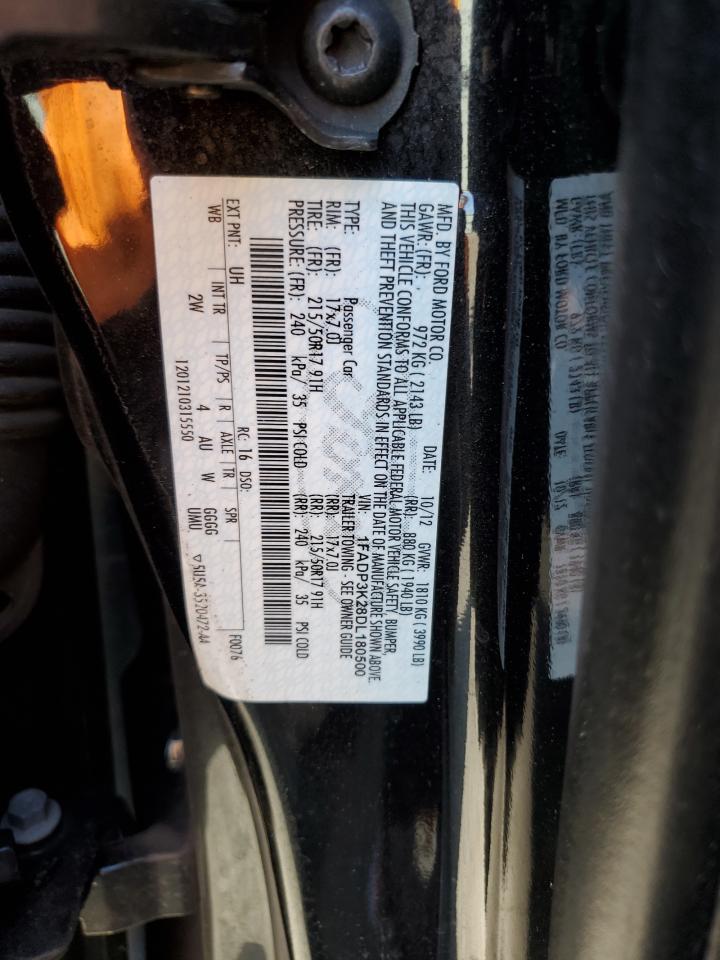 MFD. BY FORD MOTOR CO.
DATE: 10/12 GVWR: 1810 KG ( 3990 LB)
GAWR: (FR): 972 KG ( 2143 LB) (RR): 880 KG ( 1940 LB)
THIS VEHICLE CONFORMS TO ALL APPLICABLE FEDERAL MOTOR VEHICLE SAFETY, BUMPER,
AND THEFT PREVENTION STANDARDS IN EFFECT ON THE DATE OF MANUFACTURE SHOWN ABOVE.
VIN: 1FADP3K28DL180500
TYPE: Passenger Car TRAILER TOWING - SEE OWNER GUIDE
RIM: (FR): 17x7.0J (RR): 17x7.0J
TIRE: (FR): 215/50R17 91H (RR): 215/50R17 91H
PRESSURE: (FR): 240 kPa/ 35 PSI COLD (RR): 240 kPa/ 35 PSI COLD
RC: 16 DSO: F0076
EXT PNT: UH
WB INT TR TP/PS R AXLE TR SPR
2W 4 AU W GGGG
UMU
1201210315550
5U5A-3520472-AA